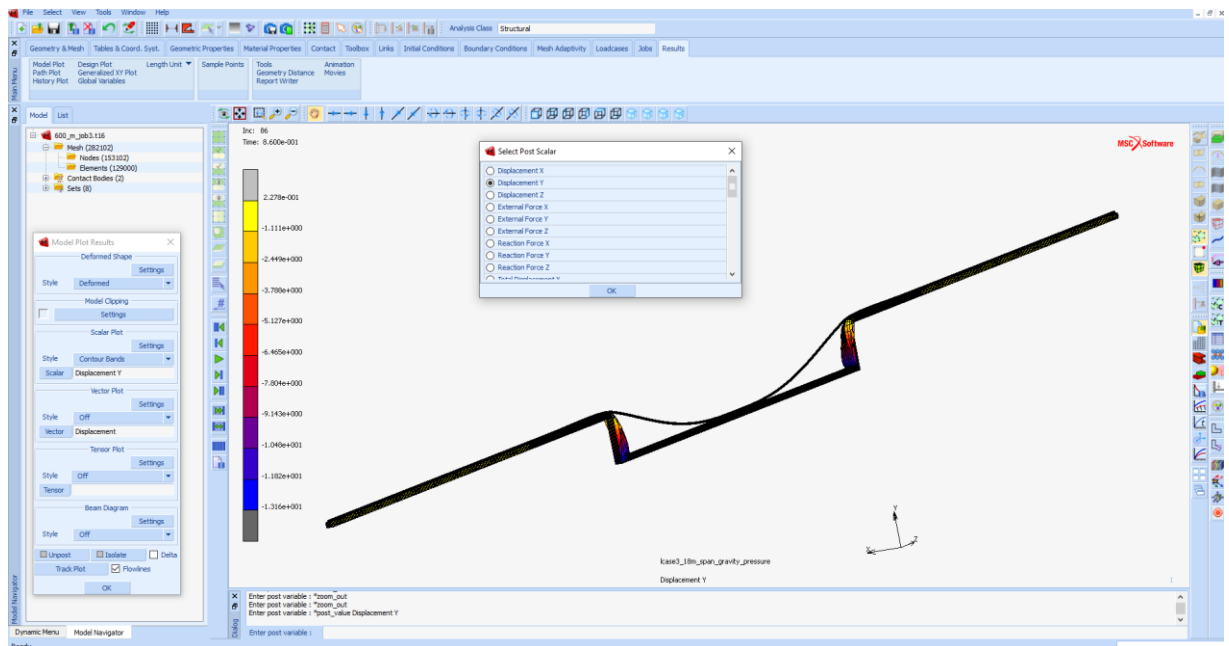 File Select View Tools Window Help
Analysis Class Structural
Geometry & Mesh Tables & Coord. Syst. Geometric Properties Material Properties Contact Toolbox Links Initial Conditions Boundary Conditions Mesh Adaptivity Loadcases Jobs Results
Model Plot Design Plot Length Unit Sample Points Tools Animation
Path Plot Generalized XY Plot Geometry Distance Movies
History Plot Global Variables Report Writer
Main Menu
Model List
600_m_job3.t16
Mesh (282102)
Nodes (153102)
Elements (129000)
Contact Bodies (2)
Sets (8)
Inc: 86
Time: 8.600e-001
MSC Software
Select Post Scalar
Displacement X
Displacement Y
Displacement Z
External Force X
External Force Y
External Force Z
Reaction Force X
Reaction Force Y
Reaction Force Z
Total Displacement X
OK
2.278e-001
-1.111e+000
-2.449e+000
-3.788e+000
-5.127e+000
-6.465e+000
-7.804e+000
-9.143e+000
-1.048e+001
-1.182e+001
-1.316e+001
Model Plot Results
Deformed Shape
Settings
Style Deformed
Model Clipping
Settings
Scalar Plot
Settings
Style Contour Bands
Scalar Displacement Y
Vector Plot
Settings
Style Off
Vector Displacement
Tensor Plot
Settings
Style Off
Tensor
Beam Diagram
Settings
Style Off
Unpost Isolate Delta
Track Plot Flowlines
OK
Y
X Z
lcase3_18m_span_gravity_pressure
Displacement Y
1
Model Navigator
Dialog
Enter post variable : *zoom_out
Enter post variable : *zoom_out
Enter post variable : *post_value Displacement Y
Enter post variable :
Dynamic Menu Model Navigator
Ready